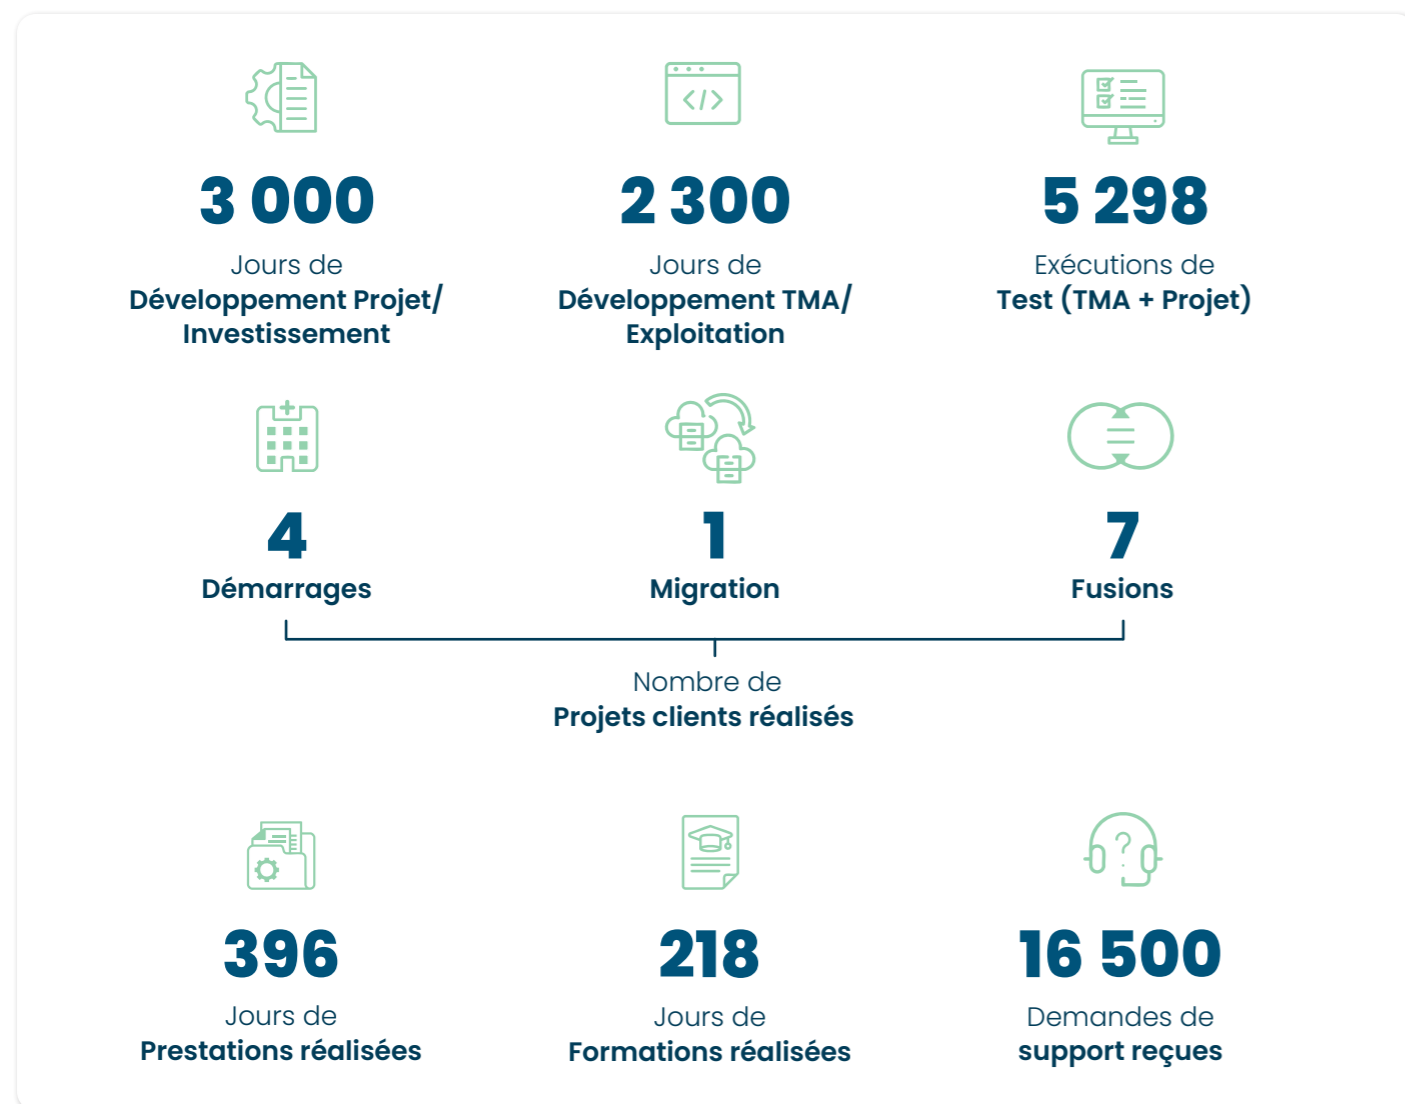 3 000
Jours de
Développement Projet/
Investissement
2 300
Jours de
Développement TMA/
Exploitation
5 298
Exécutions de
Test (TMA + Projet)
4
Démarrages
1
Migration
7
Fusions
Nombre de
Projets clients réalisés
396
Jours de
Prestations réalisées
218
Jours de
Formations réalisées
16 500
Demandes de
support reçues